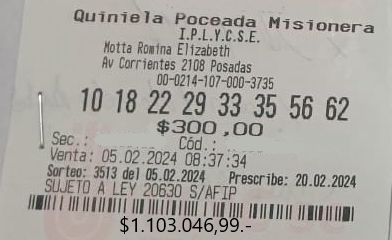 Quiniela Poceada Misionera
I.P.L.Y.C.S.E.
Motta Romina Elizabeth
Av Corrientes 2108 Posadas
00-0214-107-000-3735
10 18 22 29 33 35 56 62
$300,00
Sec.: Cód.:
Venta: 05.02.2024 08:37:34
Sorteo: 3513 del 05.02.2024 Prescribe: 20.02.2024
SUJETO A LEY 20630 S/AFIP
$1.103.046,99.-